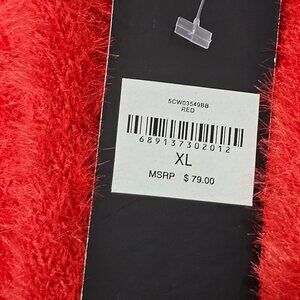 5CW03549BB
RED
689137302012
XL
MSRP $79.00